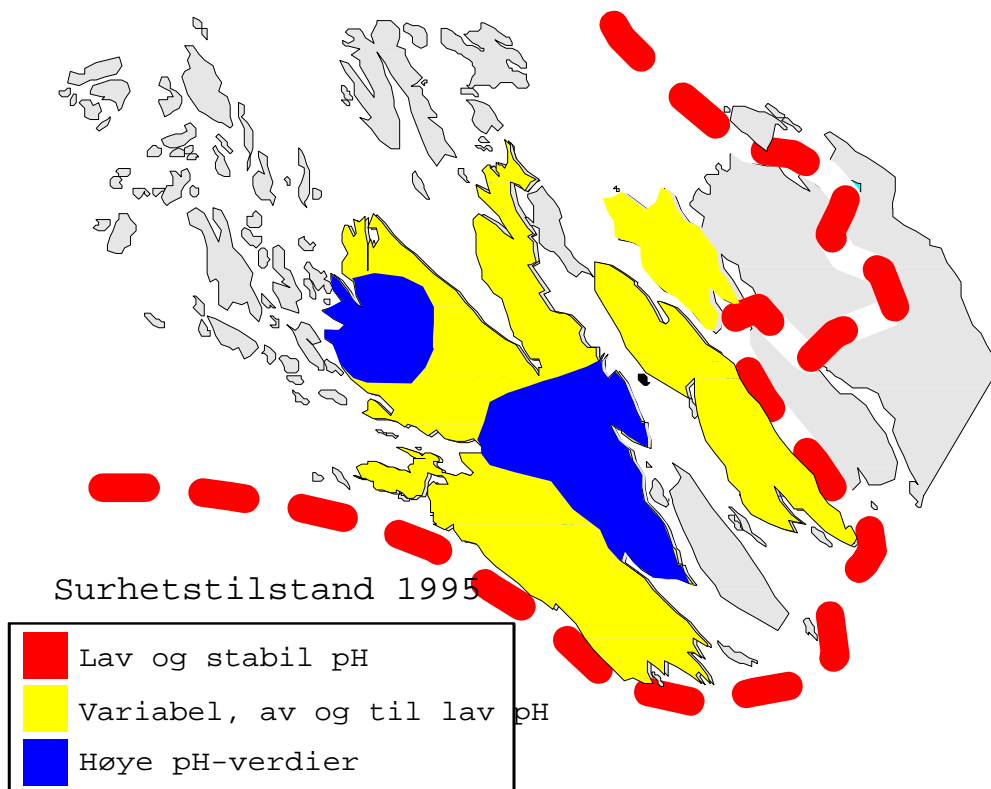 Surhetstilstand 1995
Lav og stabil pH
Variabel, av og til lav pH
Høye pH-verdier